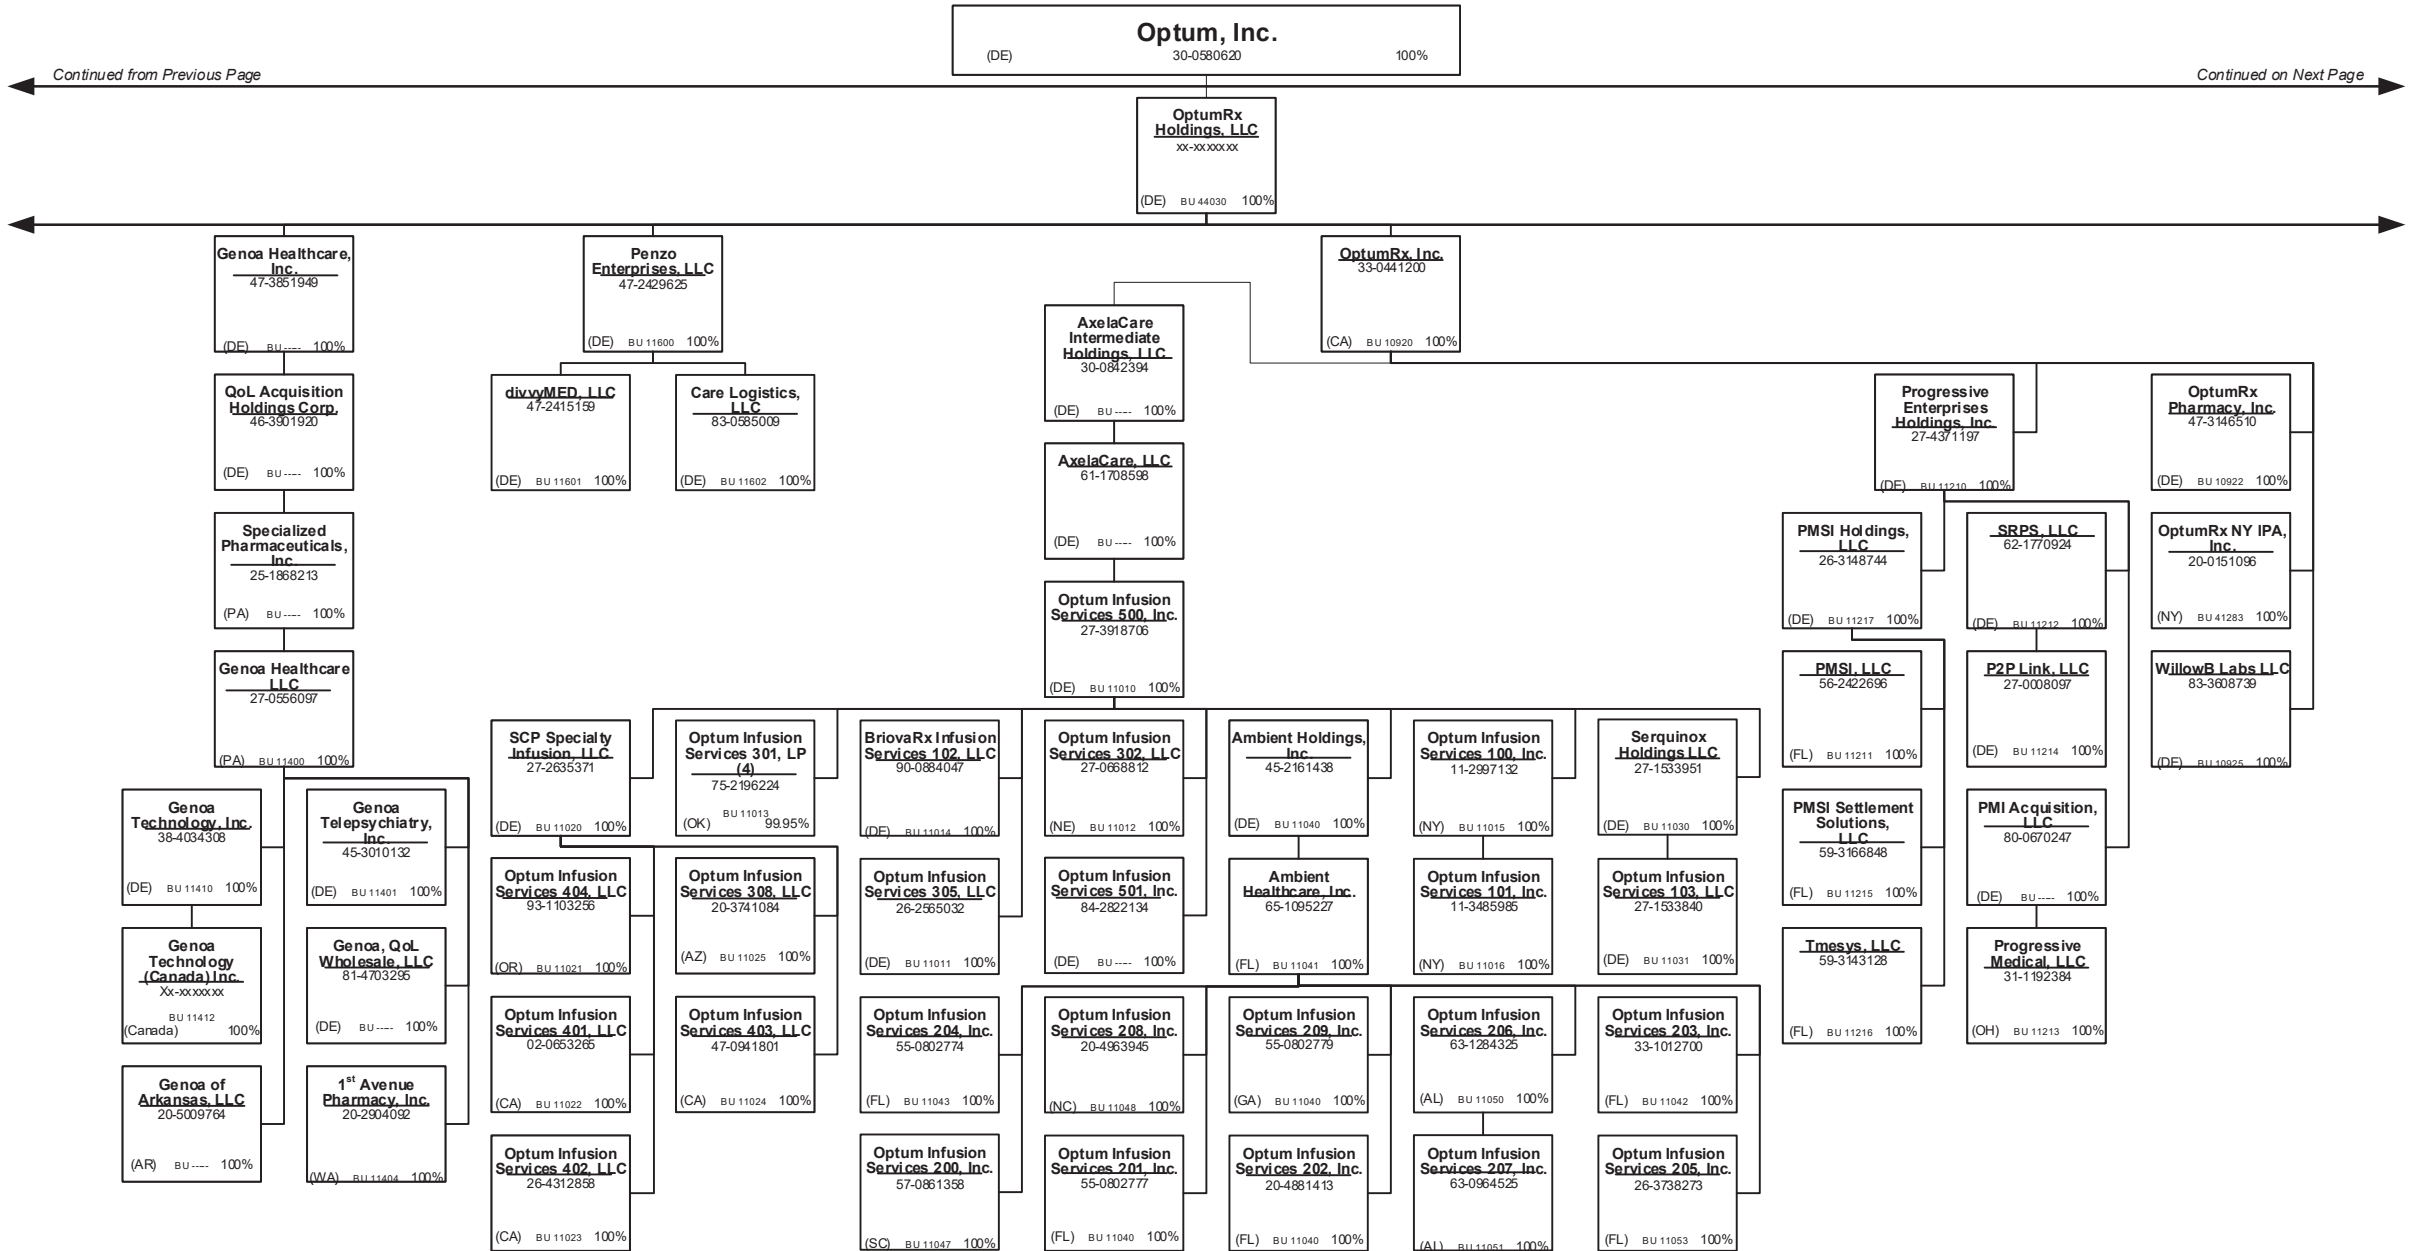 Optum, Inc.
(DE) 30-0580620 100%
Continued from Previous Page
Continued on Next Page
OptumRx
Holdings, LLC
xx-xxxxxxx
(DE) BU 44030 100%
Genoa Healthcare,
Inc.
47-3851949
(DE) BU ----- 100%
Penzo
Enterprises, LLC
47-2429625
(DE) BU 11600 100%
OptumRx, Inc.
33-0441200
(CA) BU 10920 100%
AxelaCare
Intermediate
Holdings, LLC
30-0842394
(DE) BU ----- 100%
QoL Acquisition
Holdings Corp.
46-3901920
(DE) BU ----- 100%
divvyMED, LLC
47-2415159
(DE) BU 11601 100%
Care Logistics,
LLC
83-0585009
(DE) BU 11602 100%
Progressive
Enterprises
Holdings, Inc.
27-4371197
(DE) BU 11210 100%
OptumRx
Pharmacy, Inc.
47-3146510
(DE) BU 10922 100%
AxelaCare, LLC
61-1708598
(DE) BU ----- 100%
Specialized
Pharmaceuticals,
Inc.
25-1868213
(PA) BU ----- 100%
PMSI Holdings,
LLC
26-3148744
(DE) BU 11217 100%
SRPS, LLC
62-1770924
(DE) BU 11212 100%
OptumRx NY IPA,
Inc.
20-0151096
(NY) BU 41283 100%
Optum Infusion
Services 500, Inc.
27-3918706
(DE) BU 11010 100%
Genoa Healthcare
LLC
27-0556097
(PA) BU 11400 100%
PMSI, LLC
56-2422696
(FL) BU 11211 100%
P2P Link, LLC
27-0008097
(DE) BU 11214 100%
WillowB Labs LLC
83-3608739
(DE) BU 10925 100%
SCP Specialty
Infusion, LLC
27-2635371
(DE) BU 11020 100%
Optum Infusion
Services 301, LP
(4)
75-2196224
BU 11013
(OK) 99.95%
BriovaRx Infusion
Services 102, LLC
90-0884047
(DE) BU 11014 100%
Optum Infusion
Services 302, LLC
27-0668812
(NE) BU 11012 100%
Ambient Holdings,
Inc.
45-2161438
(DE) BU 11040 100%
Optum Infusion
Services 100, Inc.
11-2997132
(NY) BU 11015 100%
Serquinox
Holdings LLC
27-1533951
(DE) BU 11030 100%
Genoa
Technology, Inc.
38-4034308
(DE) BU 11410 100%
Genoa
Telepsychiatry,
Inc.
45-3010132
(DE) BU 11401 100%
PMSI Settlement
Solutions,
LLC
59-3166848
(FL) BU 11215 100%
PMI Acquisition,
LLC
80-0670247
(DE) BU ----- 100%
Optum Infusion
Services 404, LLC
93-1103256
(OR) BU 11021 100%
Optum Infusion
Services 308, LLC
20-3741084
(AZ) BU 11025 100%
Optum Infusion
Services 305, LLC
26-2565032
(DE) BU 11011 100%
Optum Infusion
Services 501, Inc.
84-2822134
(DE) BU ----- 100%
Ambient
Healthcare, Inc.
65-1095227
(FL) BU 11041 100%
Optum Infusion
Services 101, Inc.
11-3485985
(NY) BU 11016 100%
Optum Infusion
Services 103, LLC
27-1533840
(DE) BU 11031 100%
Genoa
Technology
(Canada) Inc.
Xx-xxxxxxx
BU 11412
(Canada) 100%
Genoa, QoL
Wholesale, LLC
81-4703295
(DE) BU ----- 100%
Tmesys, LLC
59-3143128
(FL) BU 11216 100%
Progressive
Medical, LLC
31-1192384
(OH) BU 11213 100%
Optum Infusion
Services 401, LLC
02-0653265
(CA) BU 11022 100%
Optum Infusion
Services 403, LLC
47-0941801
(CA) BU 11024 100%
Optum Infusion
Services 204, Inc.
55-0802774
(FL) BU 11043 100%
Optum Infusion
Services 208, Inc.
20-4963945
(NC) BU 11048 100%
Optum Infusion
Services 209, Inc.
55-0802779
(GA) BU 11040 100%
Optum Infusion
Services 206, Inc.
63-1284325
(AL) BU 11050 100%
Optum Infusion
Services 203, Inc.
33-1012700
(FL) BU 11042 100%
Genoa of
Arkansas, LLC
20-5009764
(AR) BU ----- 100%
1st Avenue
Pharmacy, Inc.
20-2904092
(WA) BU 11404 100%
Optum Infusion
Services 402, LLC
26-4312858
(CA) BU 11023 100%
Optum Infusion
Services 200, Inc.
57-0861358
(SC) BU 11047 100%
Optum Infusion
Services 201, Inc.
55-0802777
(FL) BU 11040 100%
Optum Infusion
Services 202, Inc.
20-4881413
(FL) BU 11040 100%
Optum Infusion
Services 207, Inc.
63-0964525
(AL) BU 11051 100%
Optum Infusion
Services 205, Inc.
26-3738273
(FL) BU 11053 100%